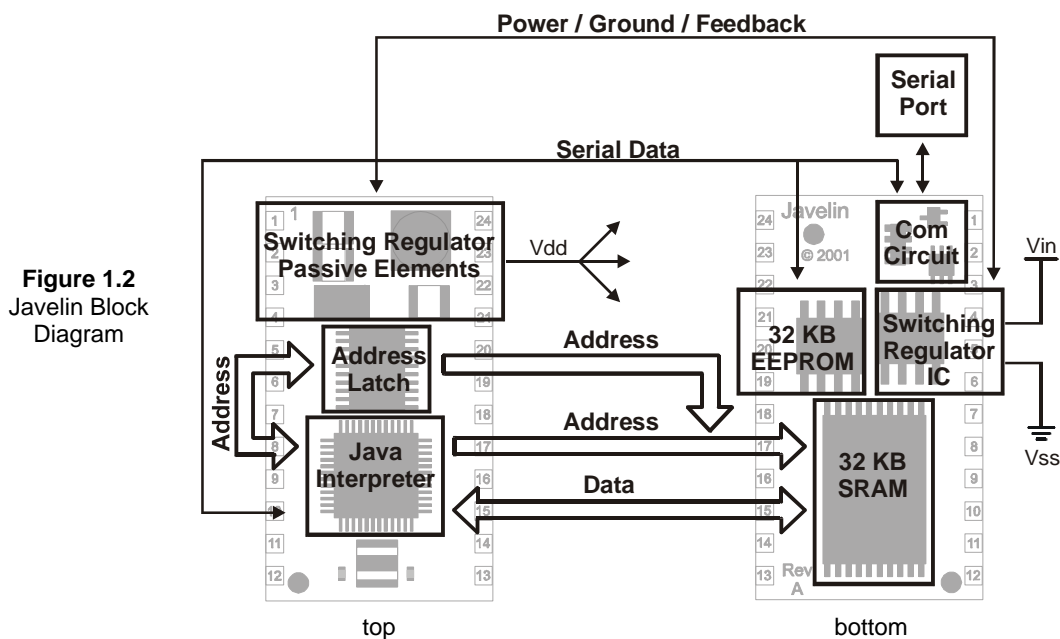 Power / Ground / Feedback
Serial
Port
Serial Data
Figure 1.2
Javelin Block
Diagram
1
1
2
3
4
5
6
7
8
9
10
11
12
24
23
22
21
20
19
18
17
16
15
14
13
Switching Regulator
Passive Elements
Vdd
Address
Latch
Address
Java
Interpreter
Address
Address
Data
top
24
23
22
21
20
19
18
17
16
15
14
13
1
2
3
4
5
6
7
8
9
10
11
12
Javelin
© 2001
Com
Circuit
Vin
32 KB
EEPROM
Switching
Regulator
IC
Vss
32 KB
SRAM
Rev
A
bottom